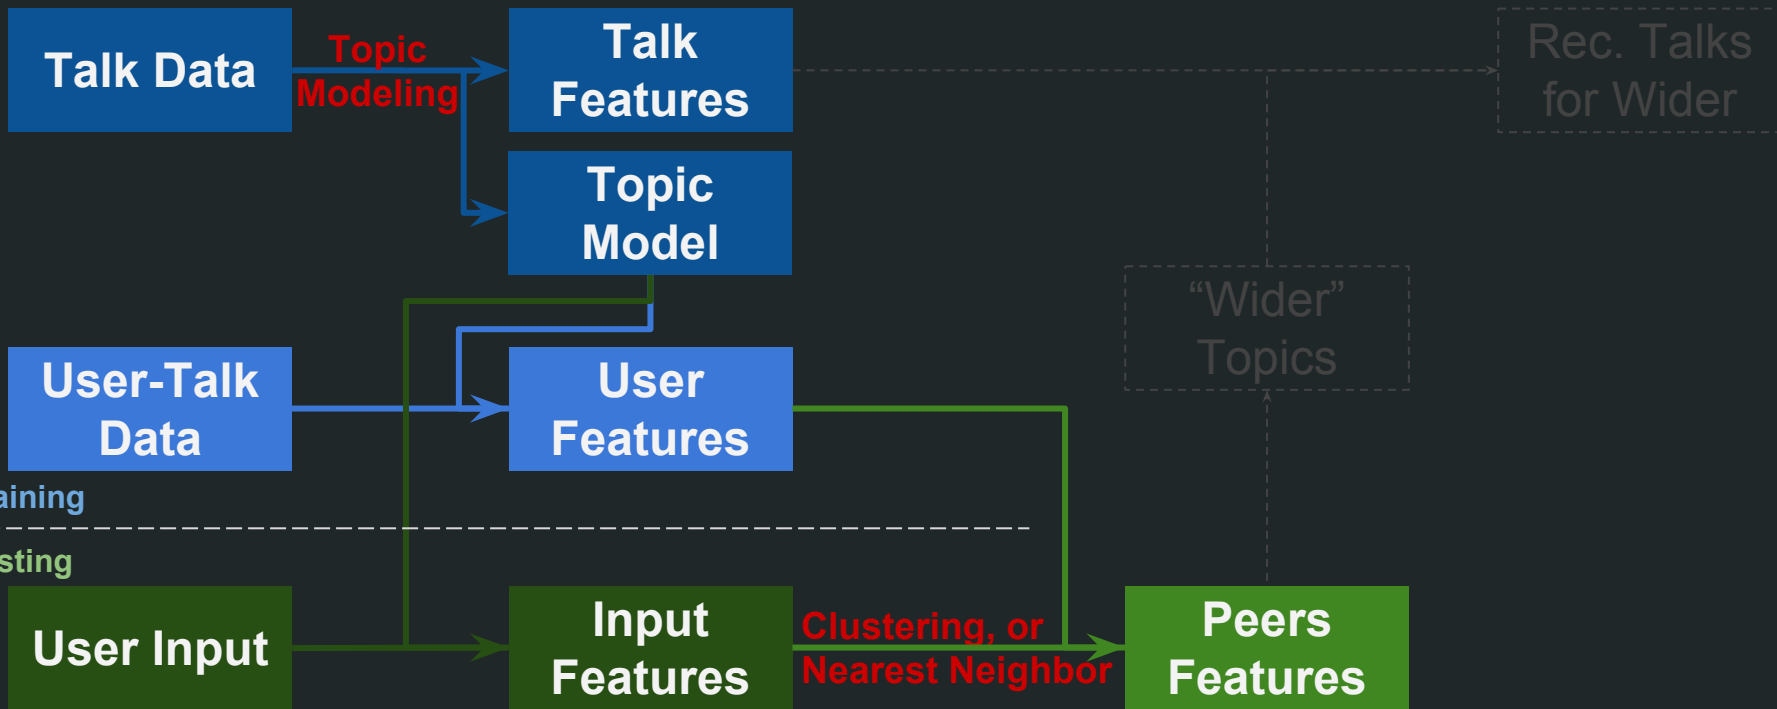 Talk Data
Topic
Modeling
Talk
Features
Rec. Talks
for Wider
Topic
Model
“Wider”
Topics
User-Talk
Data
User
Features
aining
sting
User Input
Input
Features
Clustering, or
Nearest Neighbor
Peers
Features